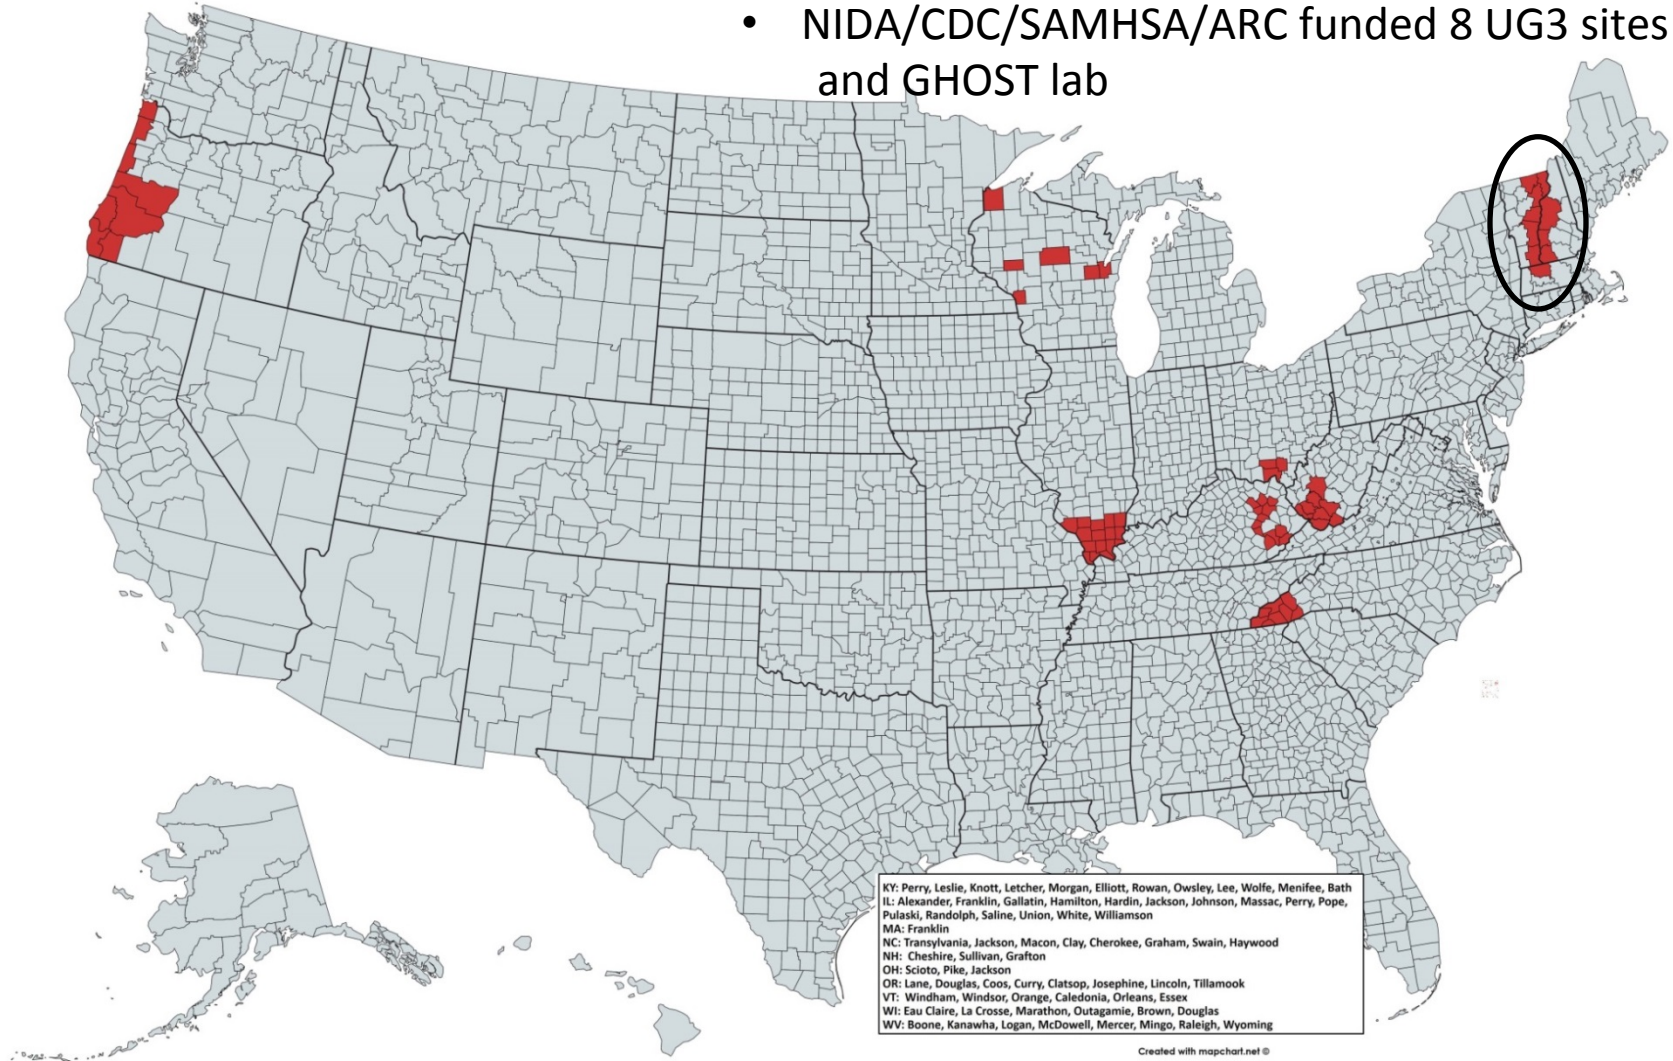 • NIDA/CDC/SAMHSA/ARC funded 8 UG3 sites
and GHOST lab
KY: Perry, Leslie, Knott, Letcher, Morgan, Elliott, Rowan, Owsley, Lee, Wolfe, Menifee, Bath
IL: Alexander, Franklin, Gallatin, Hamilton, Hardin, Jackson, Johnson, Massac, Perry, Pope,
Pulaski, Randolph, Saline, Union, White, Williamson
MA: Franklin
NC: Transylvania, Jackson, Macon, Clay, Cherokee, Graham, Swain, Haywood
NH: Cheshire, Sullivan, Grafton
OH: Scioto, Pike, Jackson
OR: Lane, Douglas, Coos, Curry, Clatsop, Josephine, Lincoln, Tillamook
VT: Windham, Windsor, Orange, Caledonia, Orleans, Essex
WI: Eau Claire, La Crosse, Marathon, Outagamie, Brown, Douglas
WV: Boone, Kanawha, Logan, McDowell, Mercer, Mingo, Raleigh, Wyoming
Created with mapchart.net ©